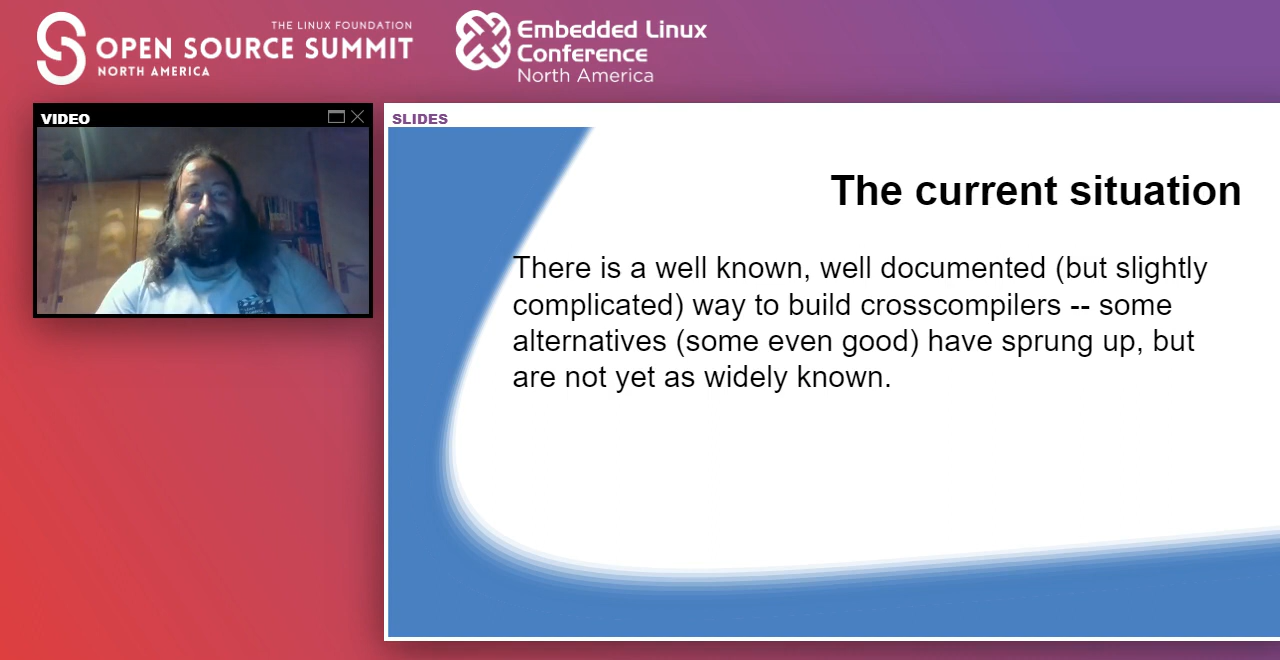 THE LINUX FOUNDATION
OPEN SOURCE SUMMIT
NORTH AMERICA
Embedded Linux
Conference
North America
VIDEO
SLIDES
The current situation
There is a well known, well documented (but slightly
complicated) way to build crosscompilers -- some
alternatives (some even good) have sprung up, but
are not yet as widely known.